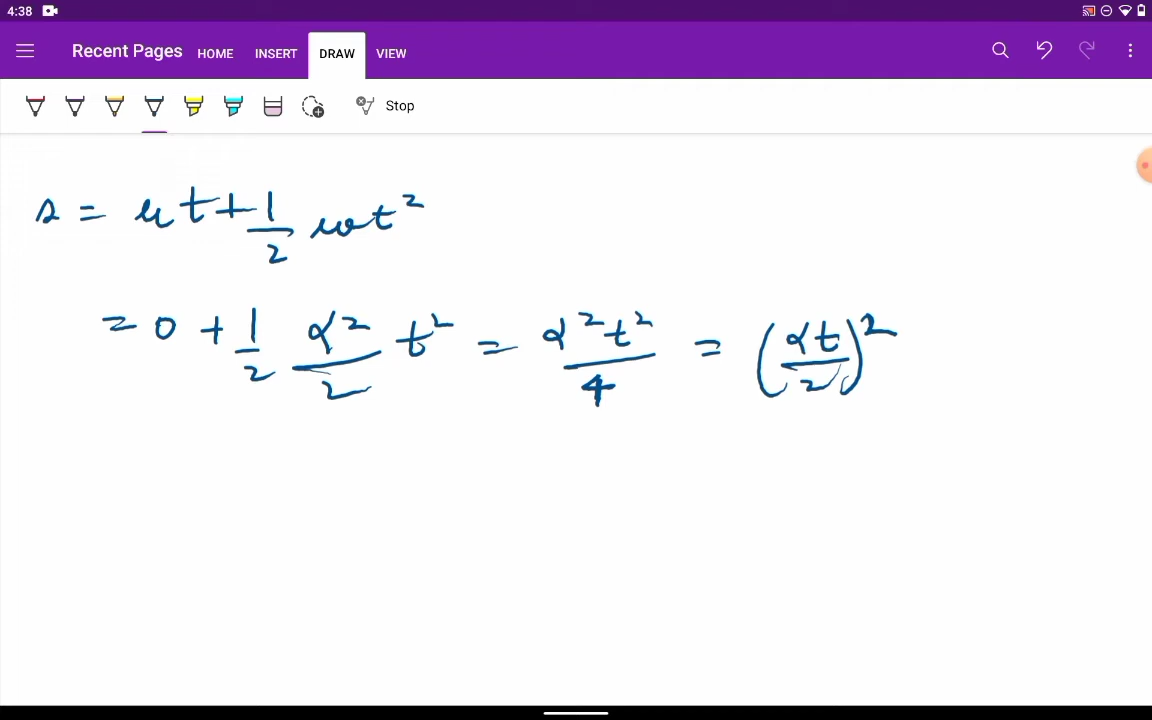 4:38
Recent Pages HOME INSERT DRAW VIEW
Stop
s = ut + 1/2 wt²
= 0 + 1/2 α²/2 t² = α²t²/4 = (αt/2)²